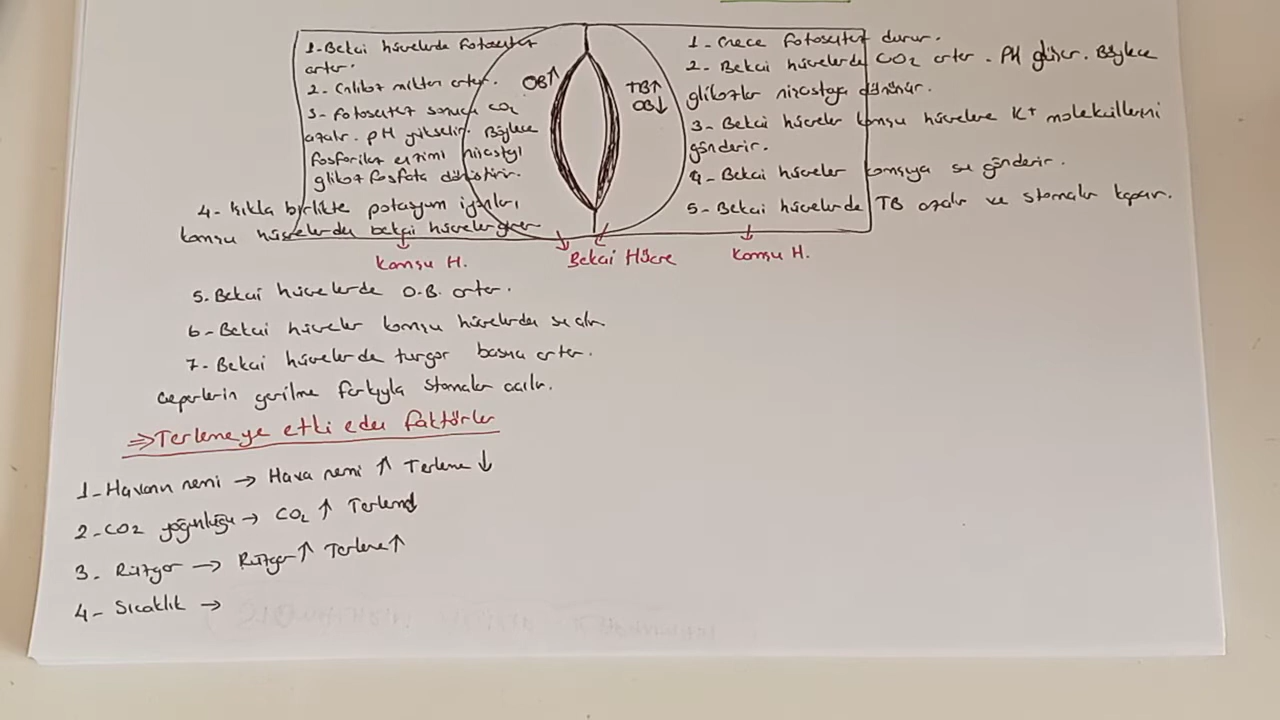 1- Bekçi hücrelerde fotosentez
artar.
2- Glikoz miktarı artar.
3- Fotosentez sonucu CO2
azalır. pH yükselir. Böylece
fosforilaz enzimi nişastayı
glikoz fosfata dönüştürür.
4- Işıkla birlikte potasyum iyonları,
komşu hücrelerden bekçi hücrelere girer
OB↑
TB↑
OB↓
1- Gece fotosentez durur.
2- Bekçi hücrelerde CO2 artar. PH düşer. Böylece
glikozlar nişastaya dönüşür.
3- Bekçi hücreler komşu hücrelere K+ moleküllerini
gönderir.
4- Bekçi hücreler komşuya su gönderir.
5- Bekçi hücrelerde TB azalır ve stomalar kapanır.
Komşu H.
Bekçi Hücre
Komşu H.
5- Bekçi hücrelerde O.B. artar.
6- Bekçi hücreler komşu hücrelerden su alır
7- Bekçi hücrelerde turgor basıncı artar.
Çeperlerin gerilme farkıyla stomalar açılır.
⇒Terlemeye etki eden faktörler
1- Havanın nemi → Hava nemi ↑ Terleme ↓
2- CO2 yoğunluğu → CO2 ↑ Terleme↓
3- Rüzgar → Rüzgar ↑ Terleme ↑
4- Sıcaklık →